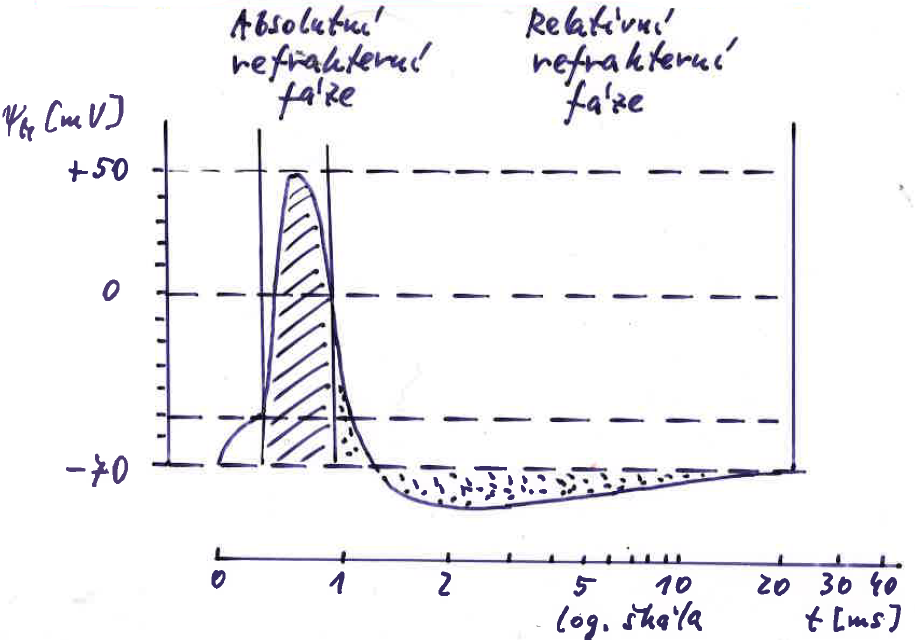 Absolutní
refrakterní
fáze
Relativní
refrakterní
fáze
[mV]
+50
0
-70
0 1 2 5 10 20 30 40
log. škála
t [ms]